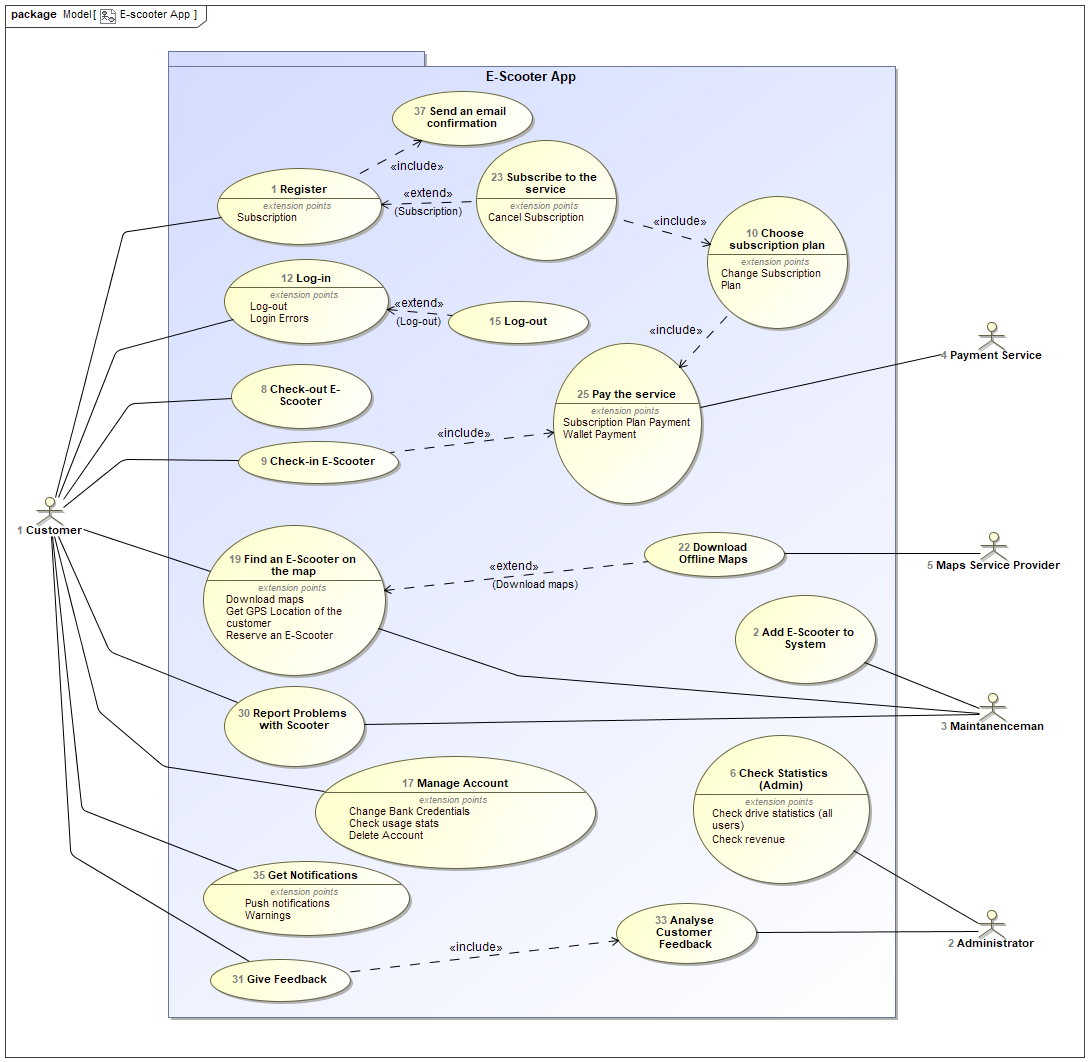 package Model[ E-scooter App ]
E-Scooter App
37 Send an email
confirmation
«include»
1 Register
extension points
Subscription
«extend»
(Subscription)
23 Subscribe to the
service
extension points
Cancel Subscription
«include»
10 Choose
subscription plan
extension points
Change Subscription
Plan
12 Log-in
extension points
Log-out
Login Errors
«extend»
(Log-out)
15 Log-out
«include»
4 Payment Service
8 Check-out E-
Scooter
25 Pay the service
extension points
Subscription Plan Payment
Wallet Payment
«include»
9 Check-in E-Scooter
1 Customer
19 Find an E-Scooter on
the map
extension points
Download maps
Get GPS Location of the
customer
Reserve an E-Scooter
«extend»
(Download maps)
22 Download
Offline Maps
5 Maps Service Provider
2 Add E-Scooter to
System
30 Report Problems
with Scooter
3 Maintanenceman
17 Manage Account
extension points
Change Bank Credentials
Check usage stats
Delete Account
6 Check Statistics
(Admin)
extension points
Check drive statistics (all
users)
Check revenue
35 Get Notifications
extension points
Push notifications
Warnings
33 Analyse
Customer
Feedback
2 Administrator
«include»
31 Give Feedback